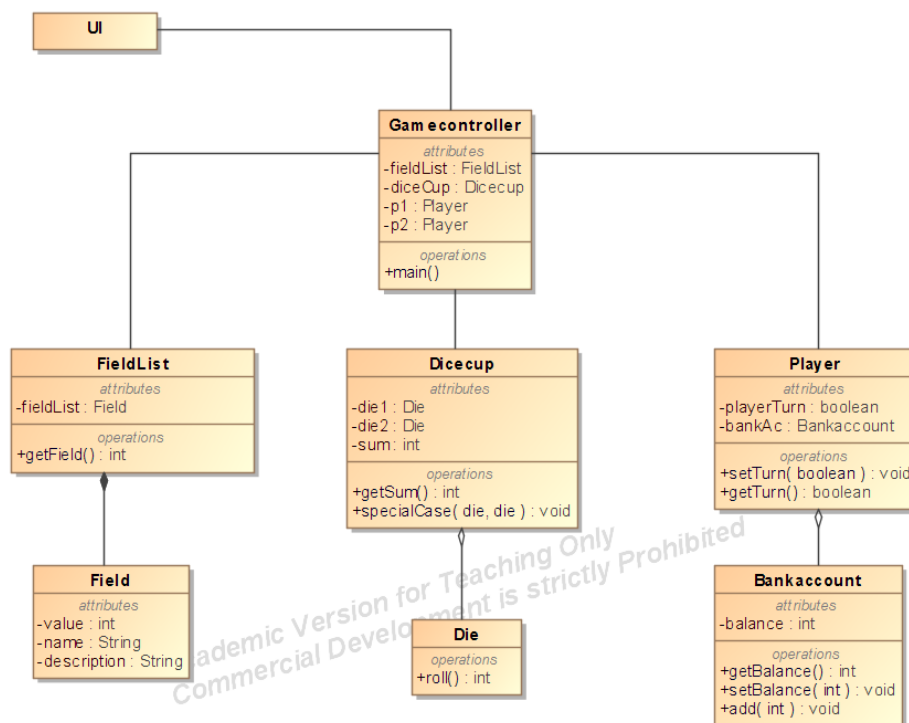 UI
Gamecontroller
attributes
-fieldList : FieldList
-diceCup : Dicecup
-p1 : Player
-p2 : Player
operations
+main()
FieldList
attributes
-fieldList : Field
operations
+getField() : int
Dicecup
attributes
-die1 : Die
-die2 : Die
-sum : int
operations
+getSum() : int
+specialCase( die, die ) : void
Player
attributes
-playerTurn : boolean
-bankAc : Bankaccount
operations
+setTurn( boolean ) : void
+getTurn() : boolean
Field
attributes
-value : int
-name : String
-description : String
Die
operations
+roll() : int
Bankaccount
attributes
-balance : int
operations
+getBalance() : int
+setBalance( int ) : void
+add( int ) : void
ademic Version for Teaching Only
Commercial Development is strictly Prohibited